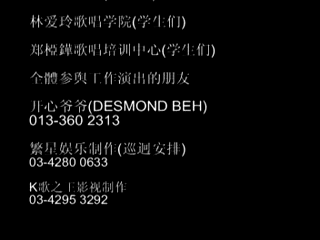 林爱玲歌唱学院(学生们)
郑椏鏵歌唱培训中心(学生们)
全體参與工作演出的朋友
开心爷爷(DESMOND BEH)
013-360 2313
繁星娱乐制作(巡迴安排)
03-4280 0633
K歌之王影视制作
03-4295 3292